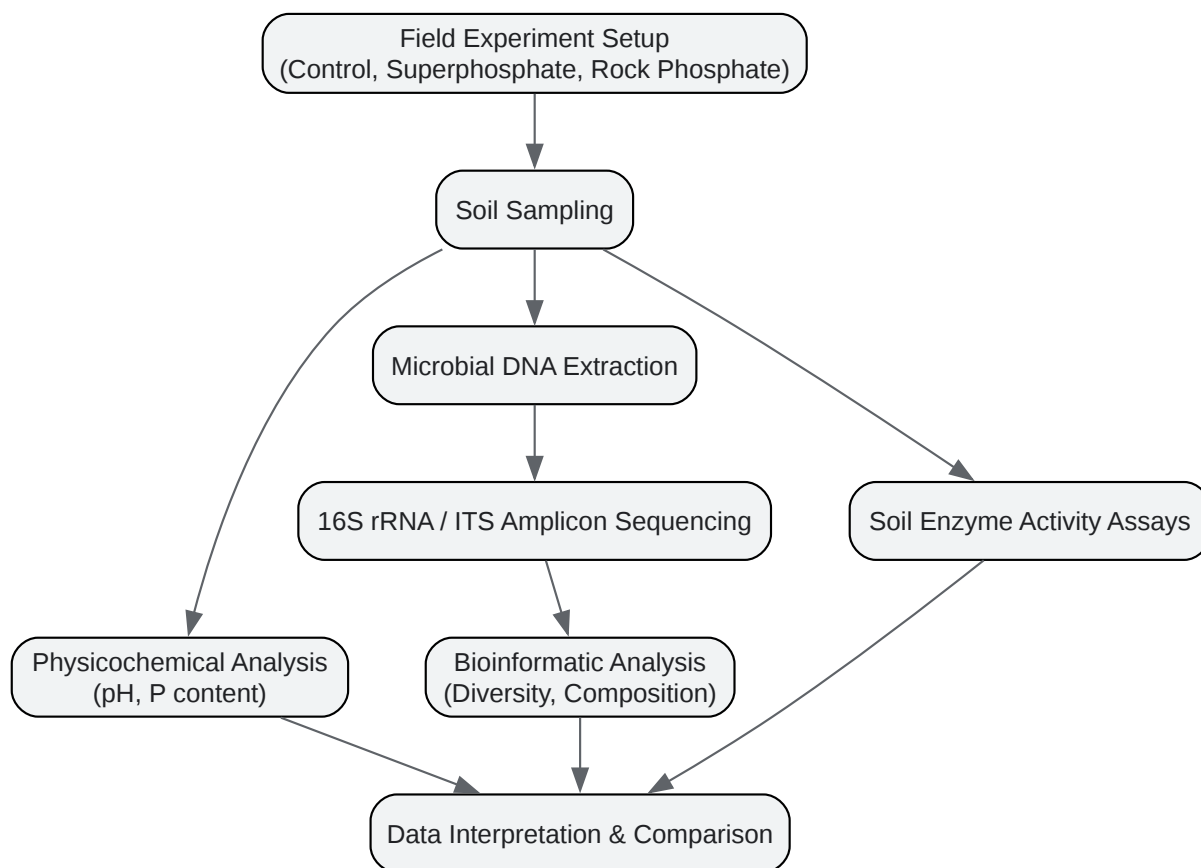 Field Experiment Setup
(Control, Superphosphate, Rock Phosphate)
Soil Sampling
Microbial DNA Extraction
16S rRNA / ITS Amplicon Sequencing
Soil Enzyme Activity Assays
Physicochemical Analysis
(pH, P content)
Bioinformatic Analysis
(Diversity, Composition)
Data Interpretation & Comparison